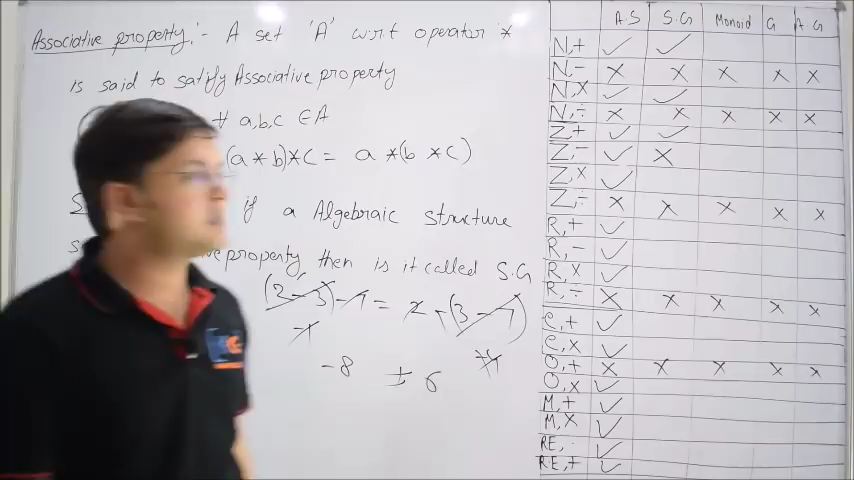 Associative property :- A set 'A' w.r.t operator *
is said to satisfy Associative property
∀ a,b,c ∈ A
(a * b) * c = a * (b * c)
S if a Algebraic structure
s property then is it called S.G
(2 - 3) - 7 = 2 - (3 - 7)
-8 ± 6
A S S.G Monoid G A.G
N,+ ✓ ✓
N,- × × × × ×
N,× ✓ ✓
N,÷ × × × × ×
Z,+ ✓ ✓
Z,- ✓ ×
Z,× ✓
Z,÷ × × × × ×
R,+ ✓
R,- ✓
R,× ✓
R,÷ × × × × ×
e,+ ✓
e,× ✓
O,+ × × × × ×
O,× ✓
M,+ ✓
M,× ✓
RE, ✓
RE,+ ✓